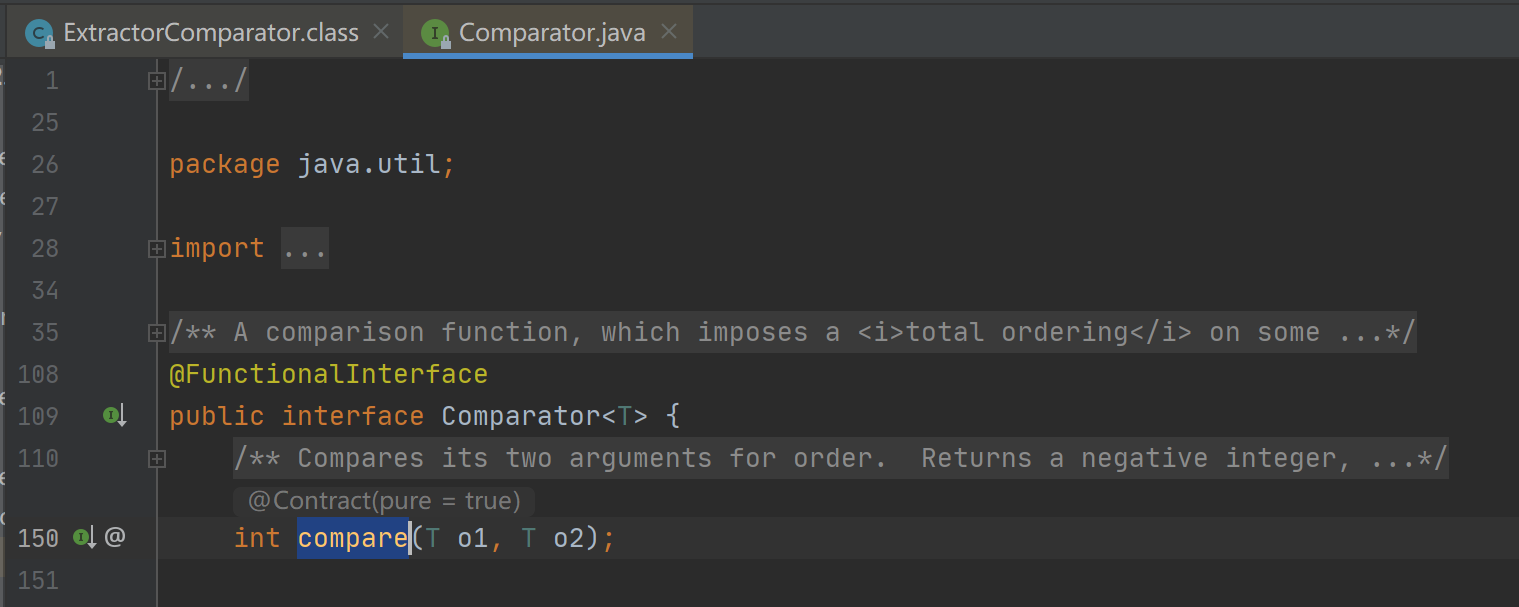 ExtractorComparator.class Comparator.java
1 /.../
25
26 package java.util;
27
28 import ...
34
35 /** A comparison function, which imposes a <i>total ordering</i> on some ...*/
108 @FunctionalInterface
109 public interface Comparator<T> {
110 /** Compares its two arguments for order.  Returns a negative integer, ...*/
@Contract(pure = true)
150 @ int compare(T o1, T o2);
151